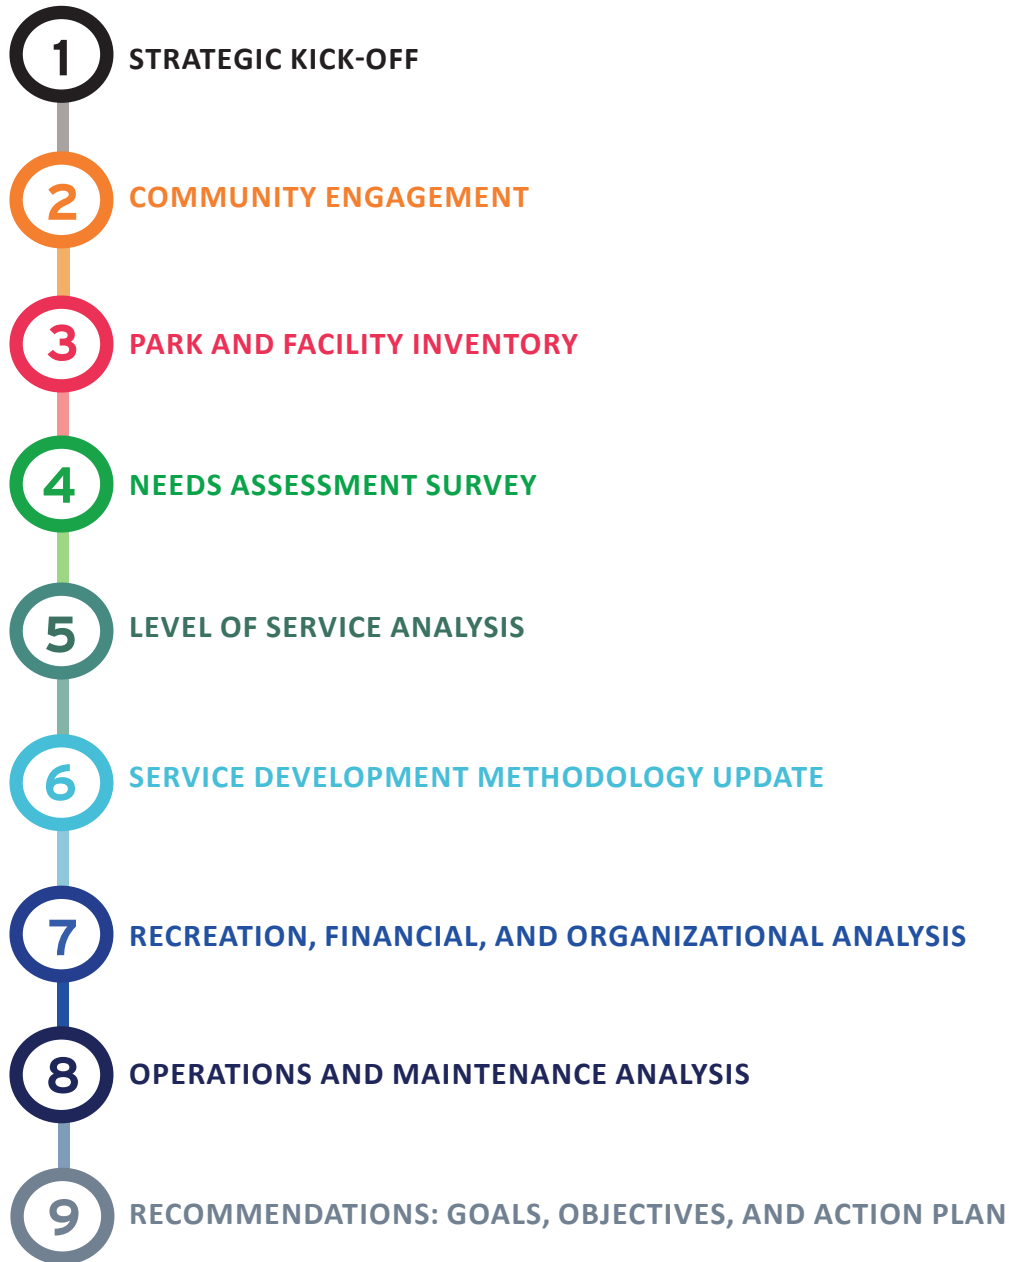 1 STRATEGIC KICK-OFF
2 COMMUNITY ENGAGEMENT
3 PARK AND FACILITY INVENTORY
4 NEEDS ASSESSMENT SURVEY
5 LEVEL OF SERVICE ANALYSIS
6 SERVICE DEVELOPMENT METHODOLOGY UPDATE
7 RECREATION, FINANCIAL, AND ORGANIZATIONAL ANALYSIS
8 OPERATIONS AND MAINTENANCE ANALYSIS
9 RECOMMENDATIONS: GOALS, OBJECTIVES, AND ACTION PLAN